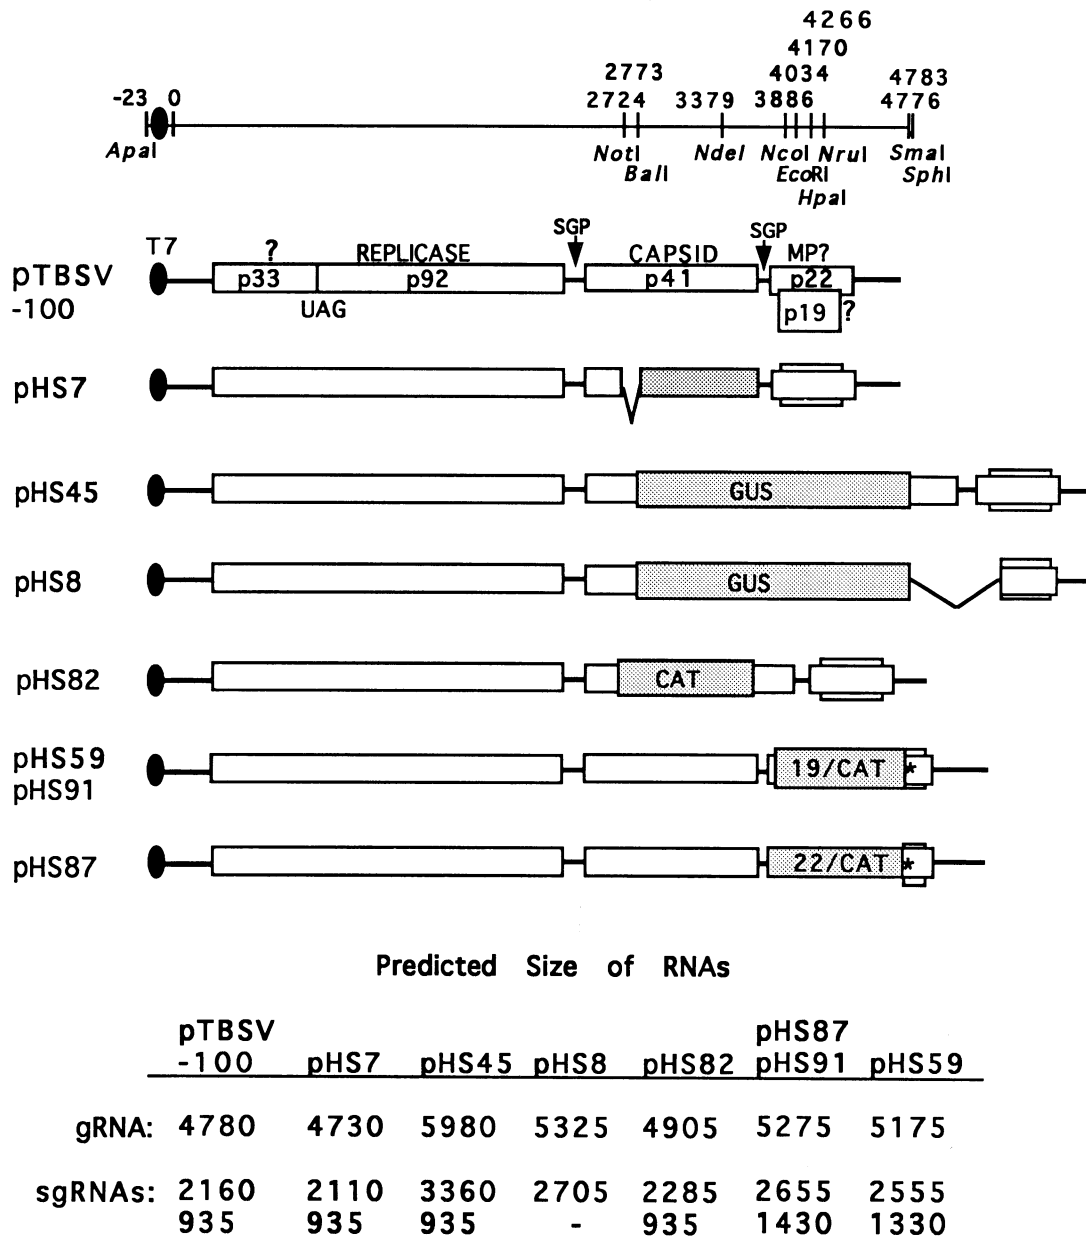 4266
4170
2773 4034 4783
-23 0 2724 3379 3886 4776
ApaI NotI NdeI NcoI NruI SmaI
BalI EcoRI SphI
HpaI
SGP SGP
T7 ? REPLICASE CAPSID MP?
pTBSV p33 p92 p41 p22
-100 UAG p19 ?
pHS7
pHS45 GUS
pHS8 GUS
pHS82 CAT
pHS59 19/CAT *
pHS91
pHS87 22/CAT *
Predicted Size of RNAs
pTBSV pHS87
-100 pHS7 pHS45 pHS8 pHS82 pHS91 pHS59
gRNA: 4780 4730 5980 5325 4905 5275 5175
sgRNAs: 2160 2110 3360 2705 2285 2655 2555
935 935 935 - 935 1430 1330